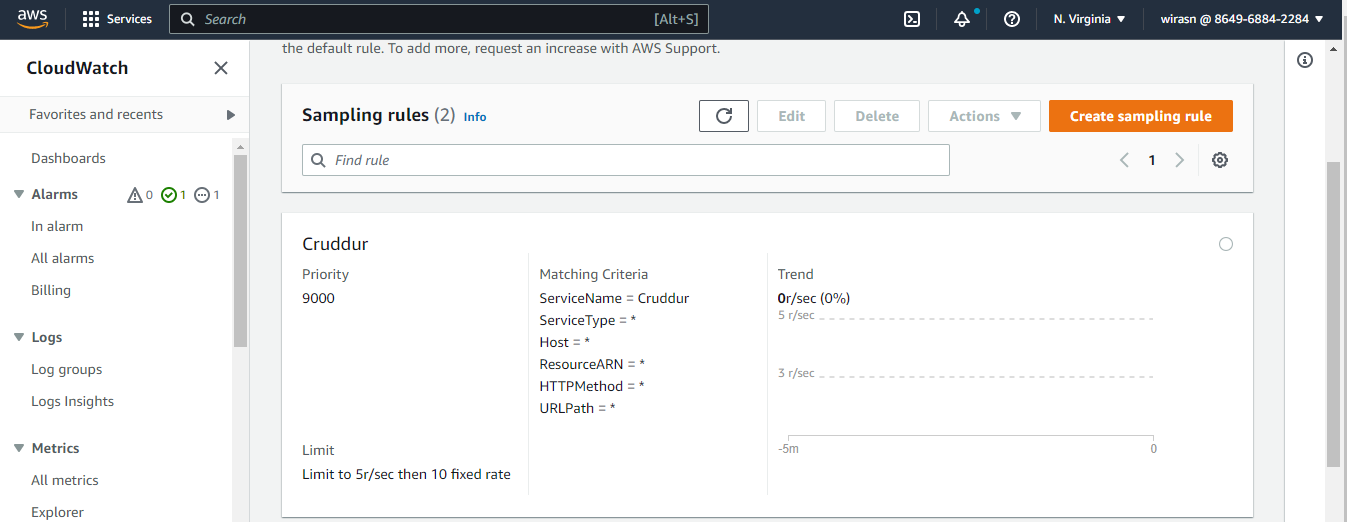 aws
Services
Search
[Alt+S]
N. Virginia
wirasn @ 8649-6884-2284
CloudWatch
Favorites and recents
Dashboards
Alarms
0
1
1
In alarm
All alarms
Billing
Logs
Log groups
Logs Insights
Metrics
All metrics
Explorer
the default rule. To add more, request an increase with AWS Support.
Sampling rules (2) Info
Edit
Delete
Actions
Create sampling rule
Find rule
1
Cruddur
Priority
9000
Limit
Limit to 5r/sec then 10 fixed rate
Matching Criteria
ServiceName = Cruddur
ServiceType = *
Host = *
ResourceARN = *
HTTPMethod = *
URLPath = *
Trend
0r/sec (0%)
5 r/sec
3 r/sec
-5m
0